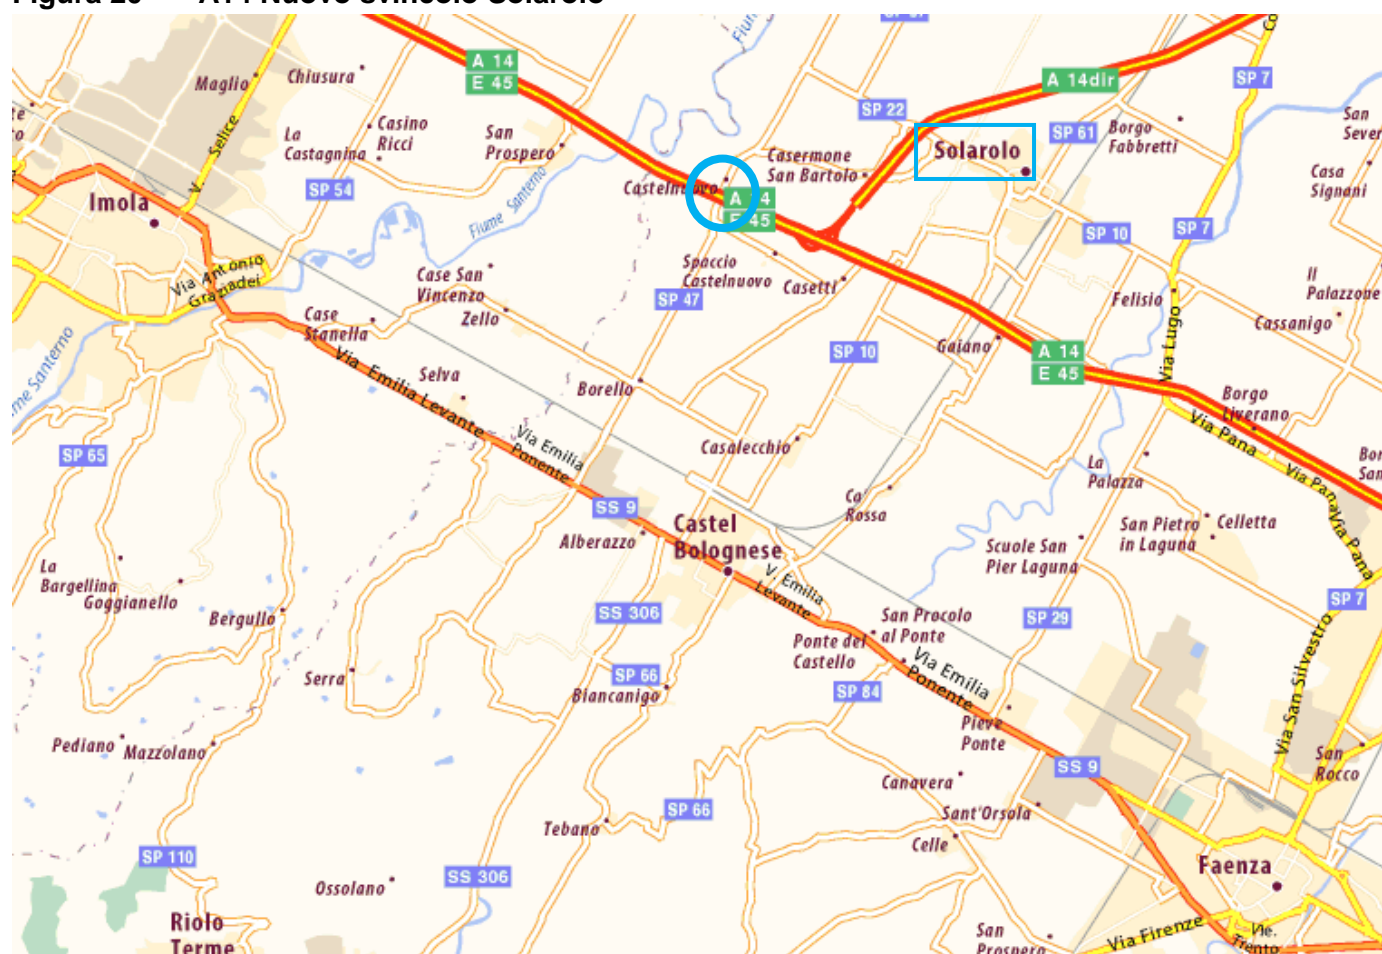 A 14
E 45
SP 7
A 14dir
Maglio
Chiusura
SP 22
Selice
V.
Casino
Ricci
La
Castagnina
San
Prospero
SP 61
Borgo
Fabbretti
San
Casermone
San Bartolo
Solarolo
Casa
Signani
SP 54
Castelnuovo
Imola
Fiume Santerno
SP 10
SP 7
Via Antonio
Graziadei
Case San
Vincenzo
Zello
Spaccio
Castelnuovo
Casetti
SP 47
Felisio
Il
Palazzone
Cassanigo
Case
Stanella
Via Lugo
Gaiano
SP 10
A 14
E 45
Via Emilia Levante
Selva
Borello
Borgo
Liverano
Via Pana
Via Emilia
Ponente
Casalecchio
SP 65
La
Palazza
Via Pana
Via Pana
SS 9
Ca'
Rossa
Castel
Bolognese
Alberazzo
San Pietro
in Laguna
Celletta
Scuole San
Pier Laguna
La
Bargellina
Goggianello
Bergullo
V. Emilia
Levante
SS 306
SP 7
San Procolo
al Ponte
SP 29
Ponte del
Castello
Via Emilia
Ponente
Via San Silvestro
Serra
SP 66
Biancanigo
SP 84
Pieve
Ponte
Pediano
Mazzolano
SS 9
San
Rocco
Canavera
Sant'Orsola
SP 66
Tebano
Celle
SP 110
SS 306
Ossolano
Faenza
Riolo
Terme
San
Prospero
Via Firenze
V.le.
Trento